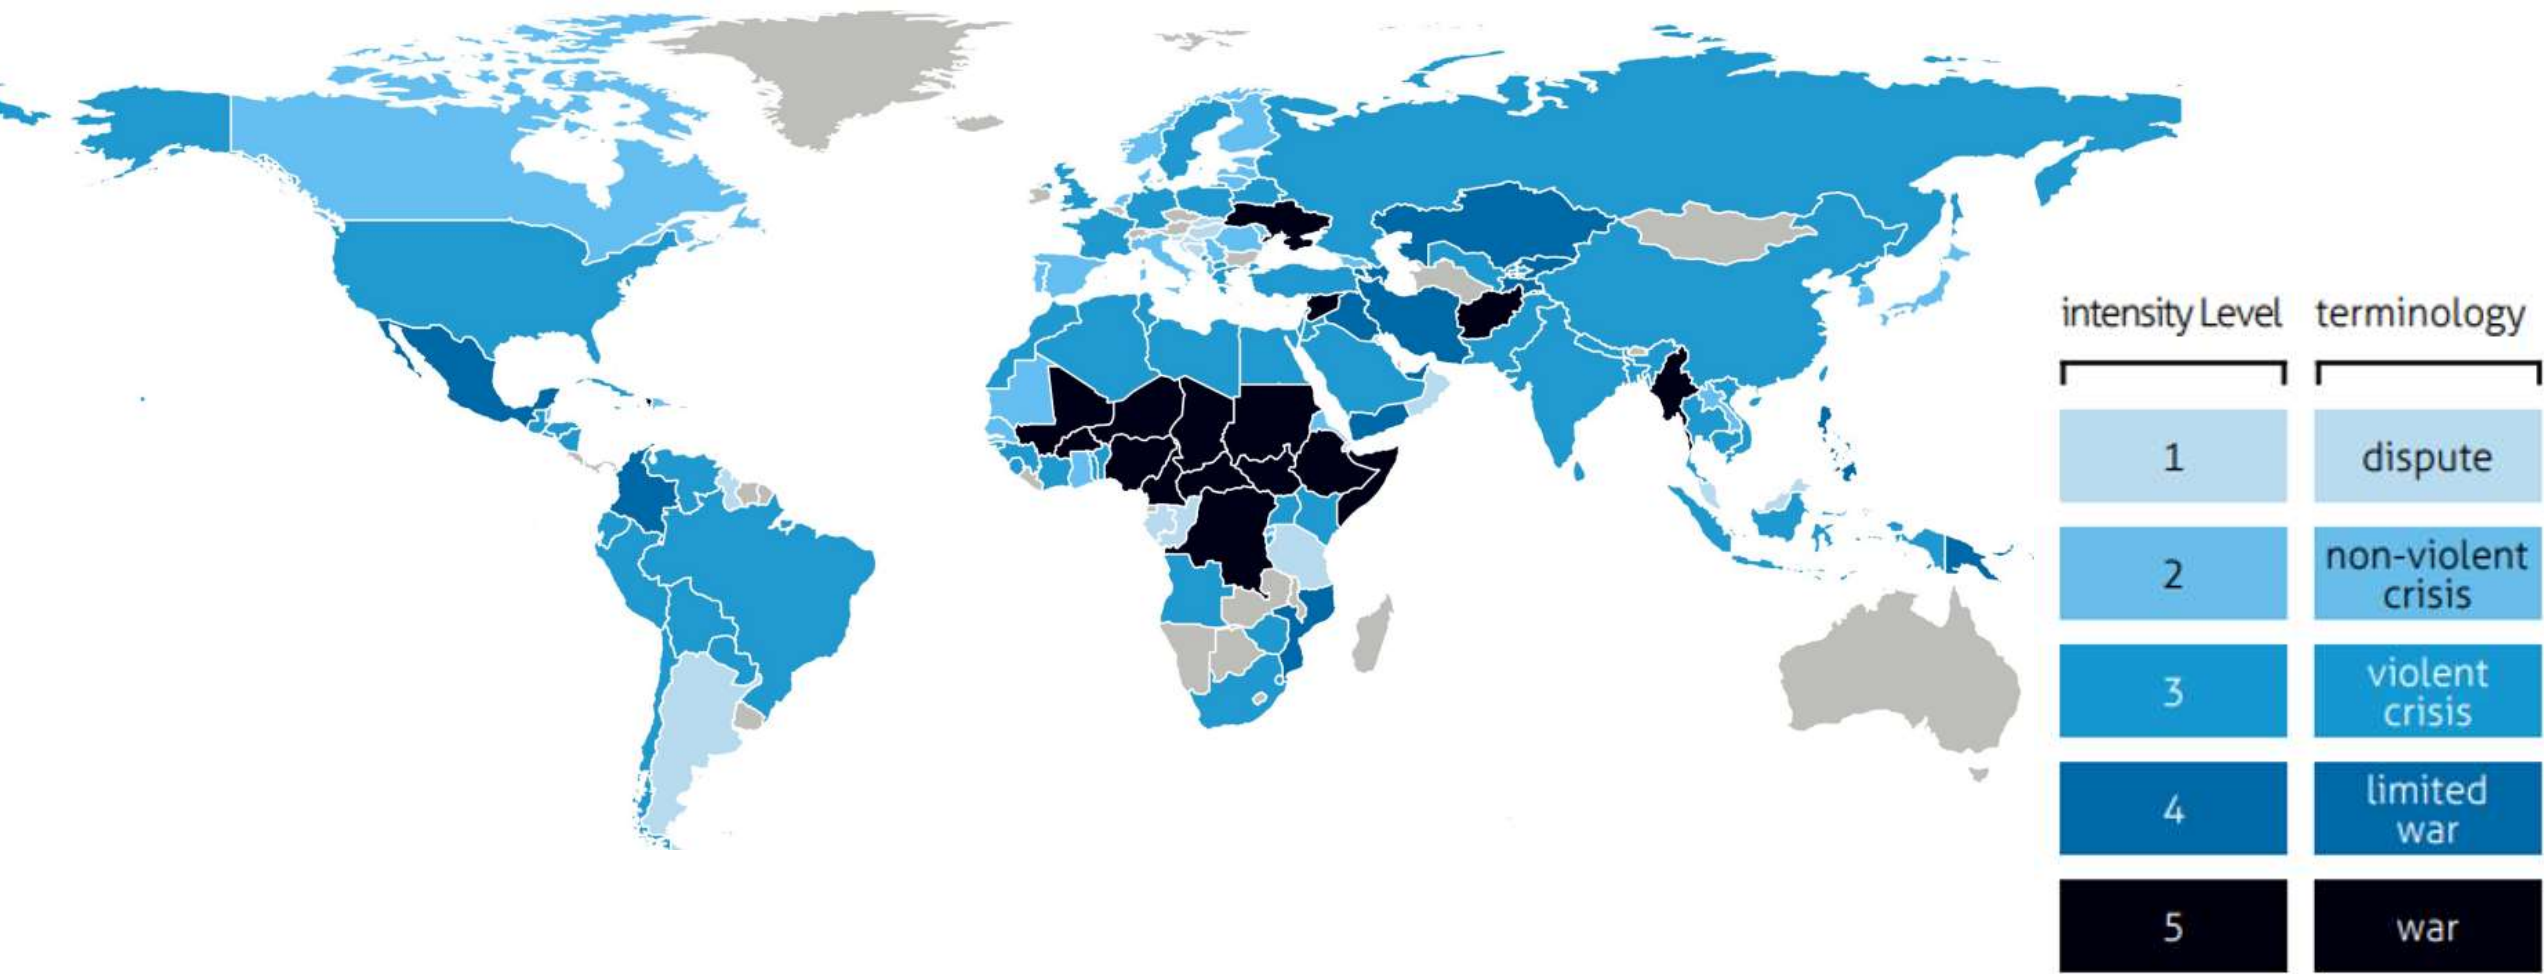 intensity Level terminology
1 dispute
2 non-violent
crisis
3 violent
crisis
4 limited
war
5 war